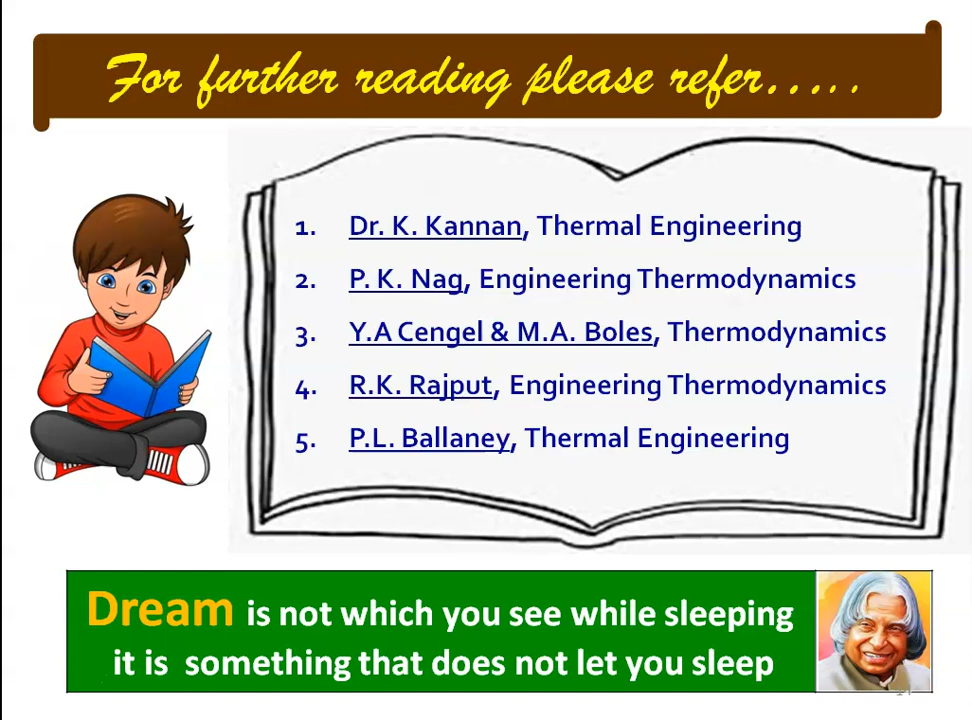 For further reading please refer.....
1. Dr. K. Kannan, Thermal Engineering
2. P. K. Nag, Engineering Thermodynamics
3. Y.A Cengel & M.A. Boles, Thermodynamics
4. R.K. Rajput, Engineering Thermodynamics
5. P.L. Ballaney, Thermal Engineering
Dream is not which you see while sleeping
it is something that does not let you sleep